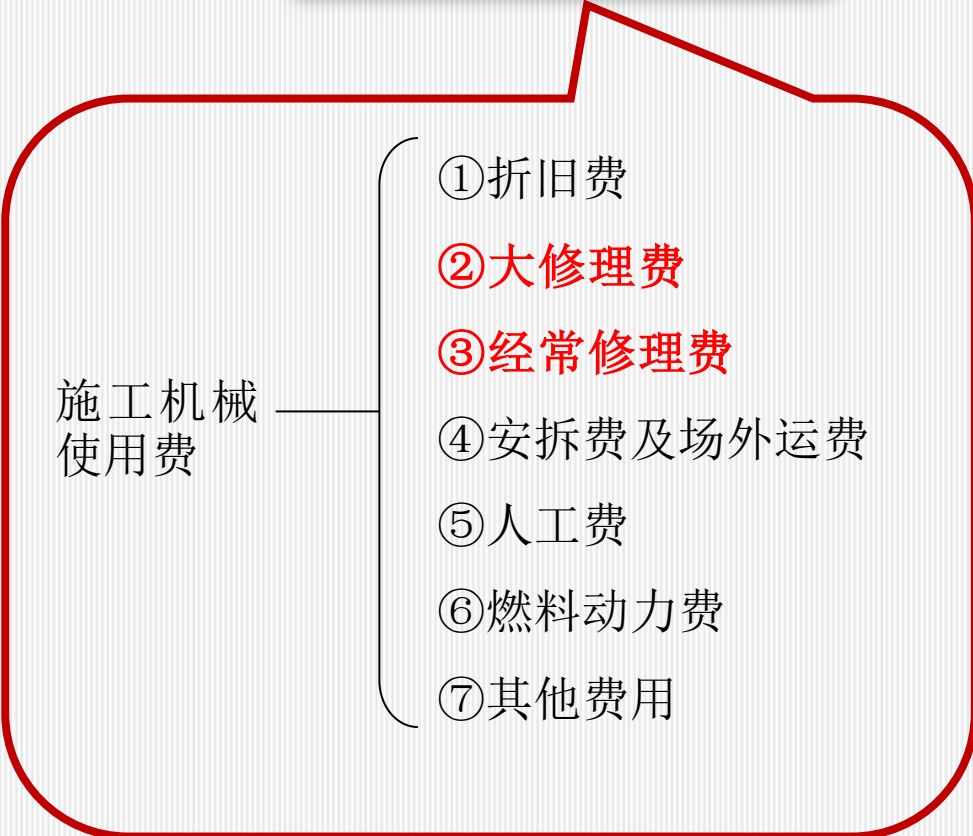 ①折旧费
②大修理费
③经常修理费
施工机械
使用费
④安拆费及场外运费
⑤人工费
⑥燃料动力费
⑦其他费用